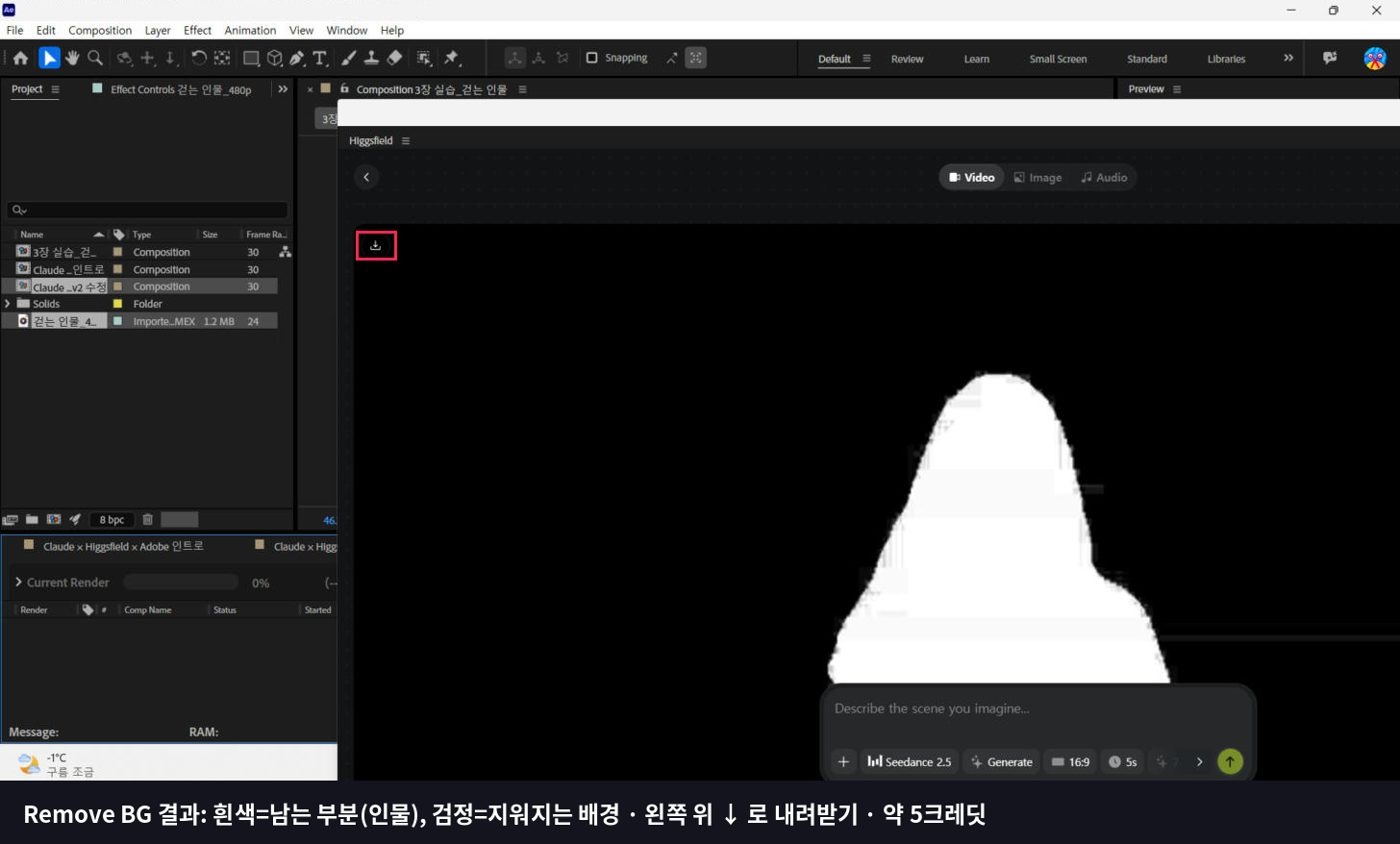 Ae
File Edit Composition Layer Effect Animation View Window Help
Snapping
Default Review Learn Small Screen Standard Libraries
Project Effect Controls 걷는 인물_480p
Composition 3장 실습_걷는 인물
Preview
3장
Higgsfield
Video Image Audio
Name Type Size Frame Ra..
3장 실습_걷_ Composition 30
Claude _인트로 Composition 30
Claude _v2 수정 Composition 30
Solids Folder
걷는 인물_4... Importe...MEX 1.2 MB 24
8 bpc
46.
Claude × Higgsfield × Adobe 인트로 Claude × Higg
Current Render 0% (--
Render # Comp Name Status Started
Message: RAM:
Describe the scene you imagine...
Seedance 2.5 Generate 16:9 5s
-1°C
구름 조금
Remove BG 결과: 흰색=남는 부분(인물), 검정=지워지는 배경 · 왼쪽 위 ↓ 로 내려받기 · 약 5크레딧